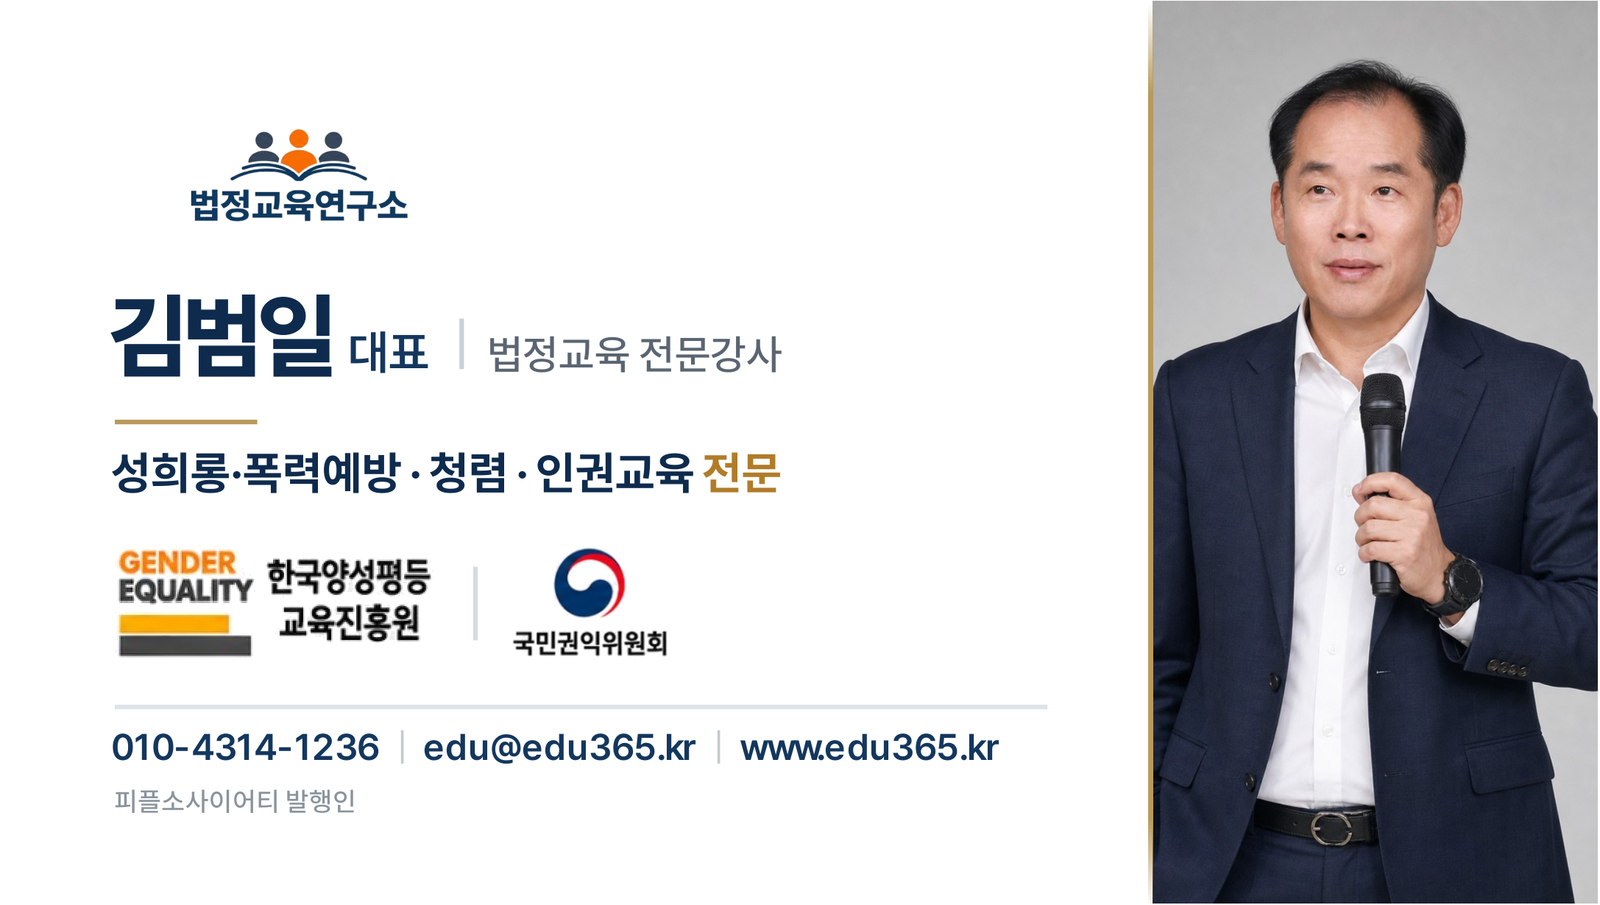 법정교육연구소
김범일 대표 | 법정교육 전문강사
성희롱·폭력예방 · 청렴 · 인권교육 전문
GENDER
EQUALITY
한국양성평등
교육진흥원
국민권익위원회
010-4314-1236 | edu@edu365.kr | www.edu365.kr
피플소사이어티 발행인